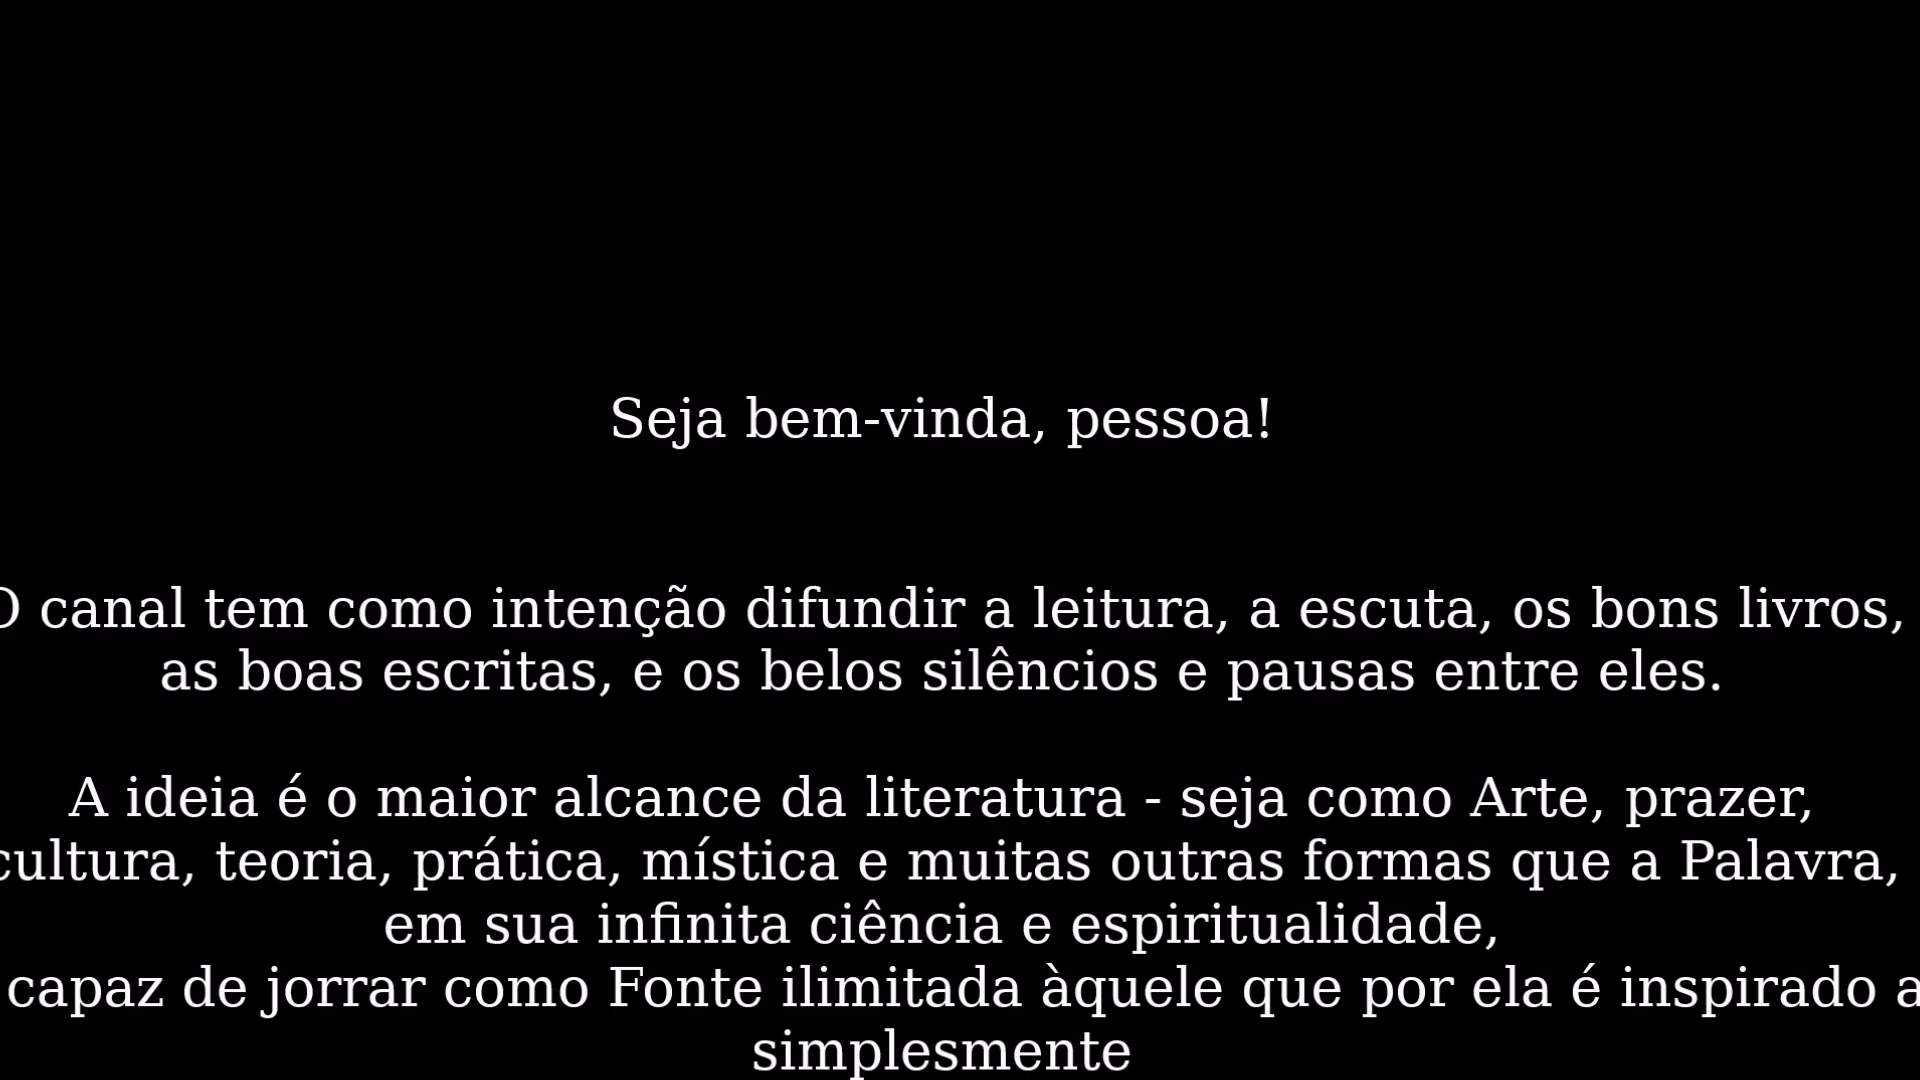 Seja bem-vinda, pessoa!
O canal tem como intenção difundir a leitura, a escuta, os bons livros,
as boas escritas, e os belos silêncios e pausas entre eles.
A ideia é o maior alcance da literatura - seja como Arte, prazer,
cultura, teoria, prática, mística e muitas outras formas que a Palavra,
em sua infinita ciência e espiritualidade,
capaz de jorrar como Fonte ilimitada àquele que por ela é inspirado a
simplesmente